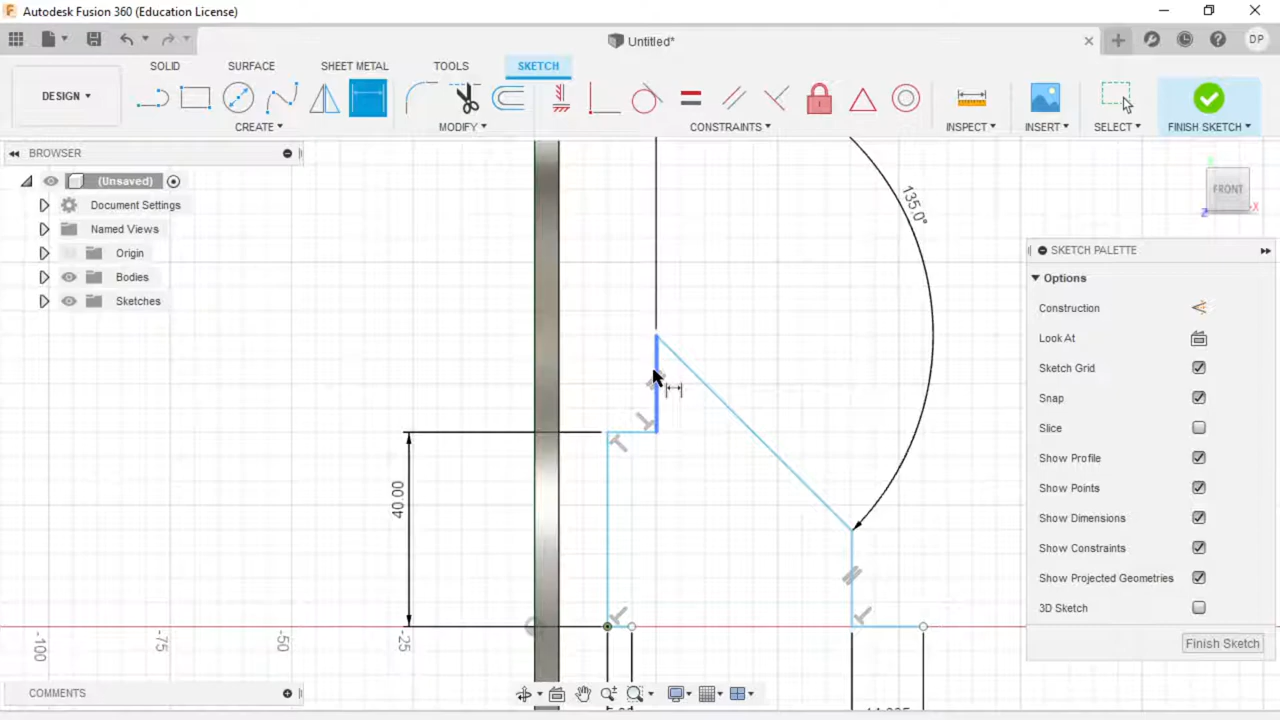 Autodesk Fusion 360 (Education License)
Untitled*
DP
DESIGN
SOLID
SURFACE
SHEET METAL
TOOLS
SKETCH
CREATE
MODIFY
CONSTRAINTS
INSPECT
INSERT
SELECT
FINISH SKETCH
BROWSER
(Unsaved)
Document Settings
Named Views
Origin
Bodies
Sketches
FRONT
Z
X
SKETCH PALETTE
Options
Construction
Look At
Sketch Grid
Snap
Slice
Show Profile
Show Points
Show Dimensions
Show Constraints
Show Projected Geometries
3D Sketch
Finish Sketch
135.0°
40.00
-100
-75
-50
-25
COMMENTS